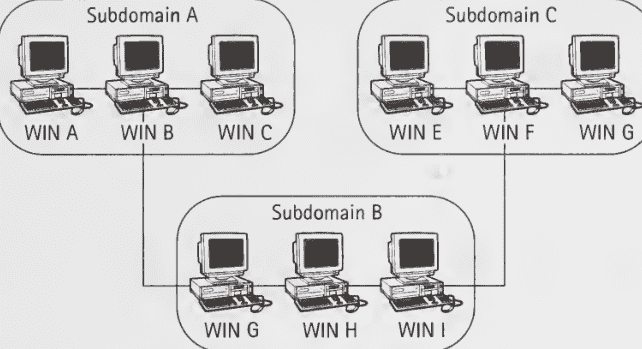 Subdomain A
WIN A WIN B WIN C
Subdomain C
WIN E WIN F WIN G
Subdomain B
WIN G WIN H WIN I